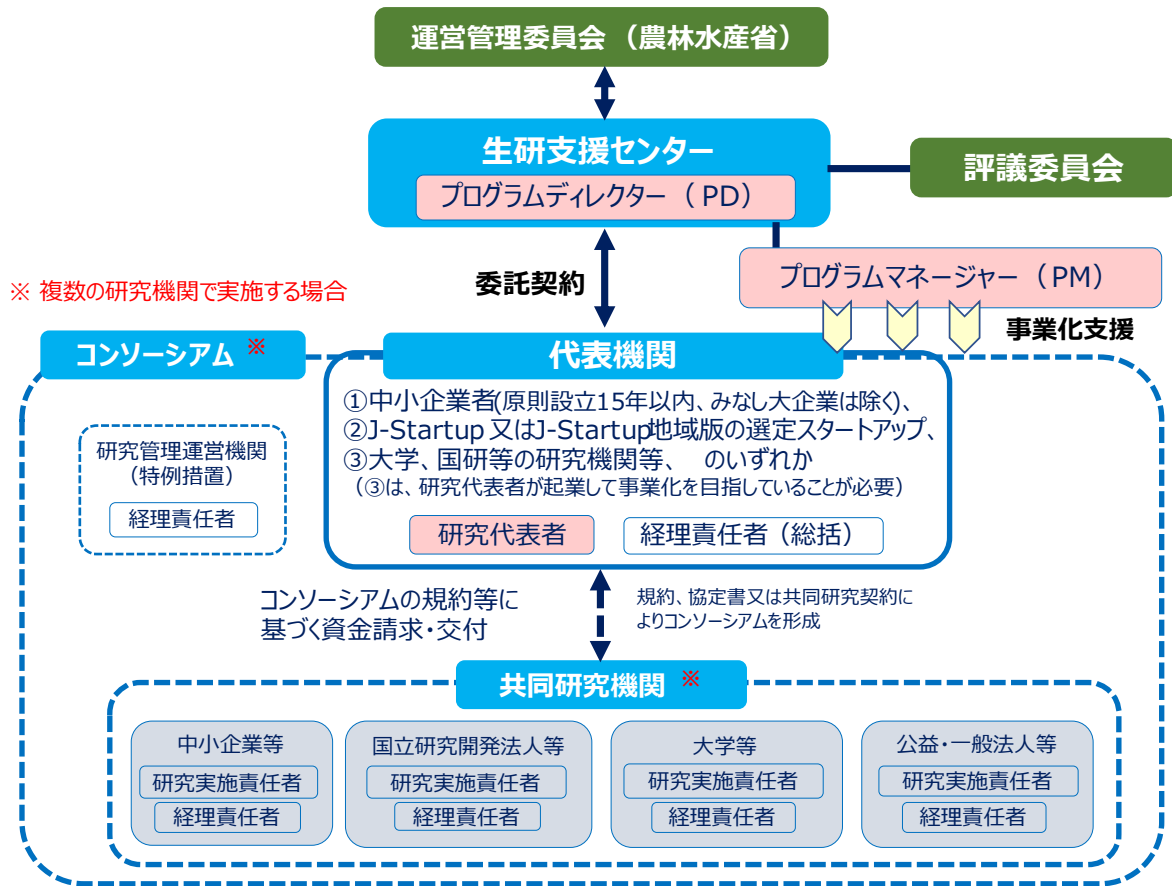 運営管理委員会 （農林水産省）
生研支援センター
プログラムディレクター （ PD）
評議委員会
プログラムマネージャー（ PM）
委託契約
※ 複数の研究機関で実施する場合
事業化支援
コンソーシアム ※
代表機関
①中小企業者(原則設立15年以内、みなし大企業は除く)、
②J-Startup 又はJ-Startup地域版の選定スタートアップ、
③大学、国研等の研究機関等、 のいずれか
（③は、研究代表者が起業して事業化を目指していることが必要）
研究代表者
経理責任者（総括）
研究管理運営機関
（特例措置）
経理責任者
コンソーシアムの規約等に
基づく資金請求・交付
規約、協定書又は共同研究契約に
よりコンソーシアムを形成
共同研究機関 ※
中小企業等
研究実施責任者
経理責任者
国立研究開発法人等
研究実施責任者
経理責任者
大学等
研究実施責任者
経理責任者
公益・一般法人等
研究実施責任者
経理責任者